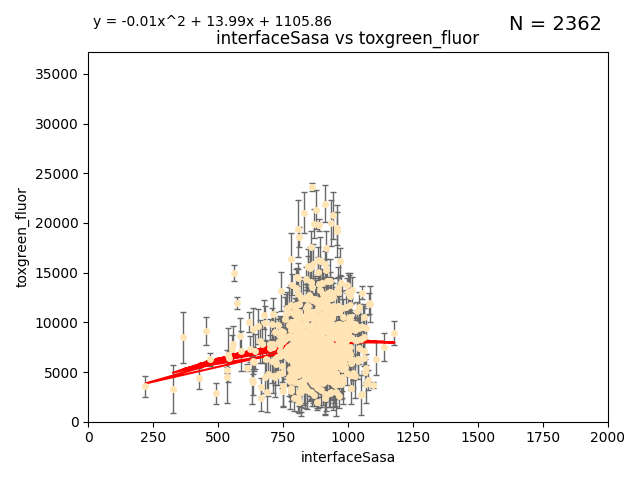 y = -0.01x^2 + 13.99x + 1105.86
N = 2362
interfaceSasa vs toxgreen_fluor
35000
30000
25000
20000
15000
10000
5000
0
toxgreen_fluor
0 250 500 750 1000 1250 1500 1750 2000
interfaceSasa